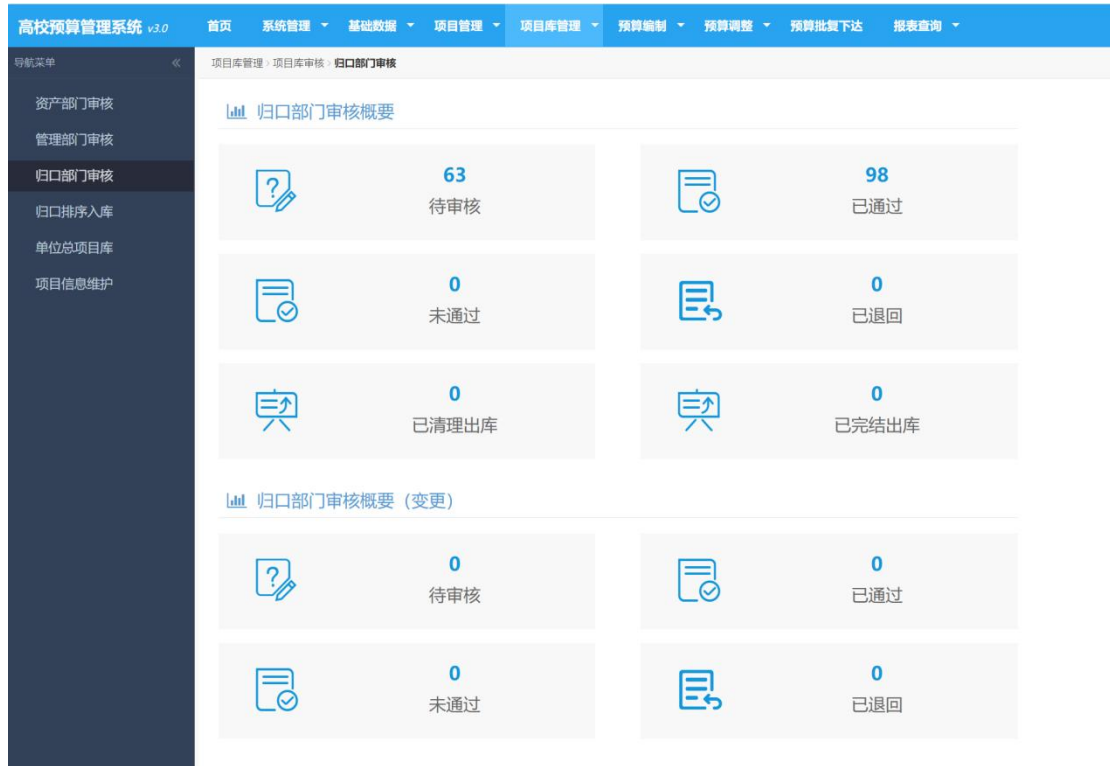 高校预算管理系统 v3.0 首页 系统管理 基础数据 项目管理 项目库管理 预算编制 预算调整 预算批复下达 报表查询
导航菜单
项目库管理 › 项目库审核 › 归口部门审核
资产部门审核
管理部门审核
归口部门审核
归口排序入库
单位总项目库
项目信息维护
归口部门审核概要
63
待审核
98
已通过
0
未通过
0
已退回
0
已清理出库
0
已完结出库
归口部门审核概要（变更）
0
待审核
0
已通过
0
未通过
0
已退回